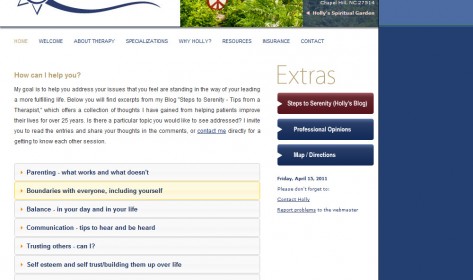 Chapel Hill, NC 27514
Holly's Spiritual Garden
HOME WELCOME ABOUT THERAPY SPECIALIZATIONS WHY HOLLY? RESOURCES INSURANCE CONTACT
How can I help you?
My goal is to help you address your issues that you feel are standing in the way of your leading
a more fulfilling life. Below you will find excerpts from my Blog "Steps to Serenity - Tips from a
Therapist," which offers a collection of thoughts I have gained from helping patients improve
their lives for over 25 years. Is there a particular topic you would like to see addressed? I invite
you to read the entries and share your thoughts in the comments, or contact me directly for a
getting to know each other session.
Parenting - what works and what doesn't
Boundaries with everyone, including yourself
Balance - in your day and in your life
Communication - tips to hear and be heard
Trusting others - can I?
Self esteem and self trust/building them up over life
Extras
Steps to Serenity (Holly's Blog)
Professional Opinions
Map / Directions
Friday, April 15, 2011
Please don't forget to:
Contact Holly
Report problems to the webmaster